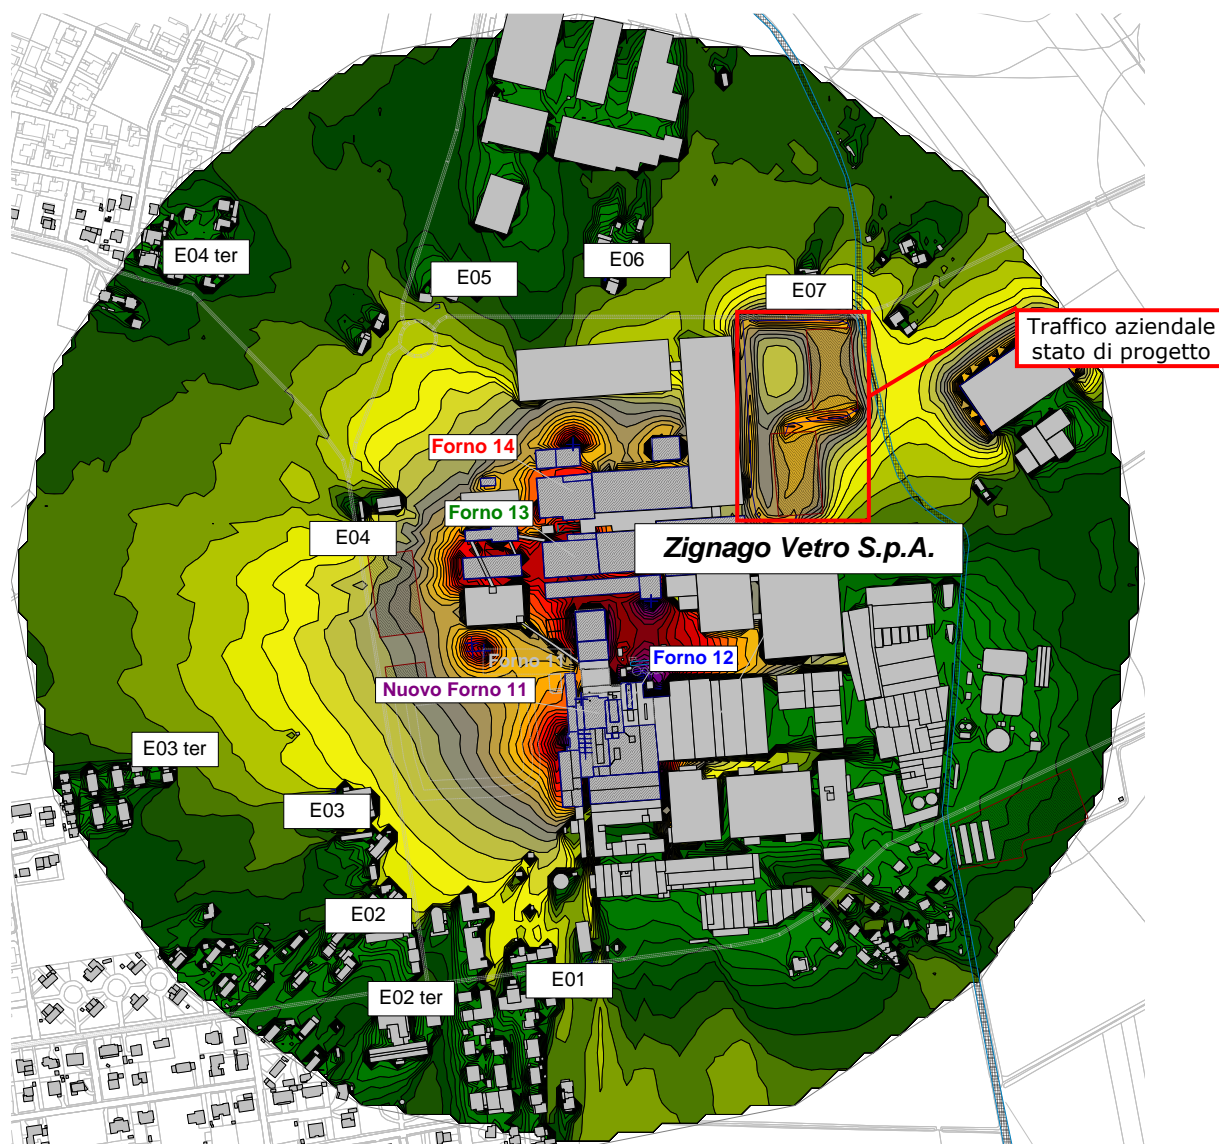 E04 ter
E05
E06
E07
Traffico aziendale
stato di progetto
Forno 14
Forno 13
E04
Zignago Vetro S.p.A.
Forno 11
Forno 12
Nuovo Forno 11
E03 ter
E03
E02
E01
E02 ter